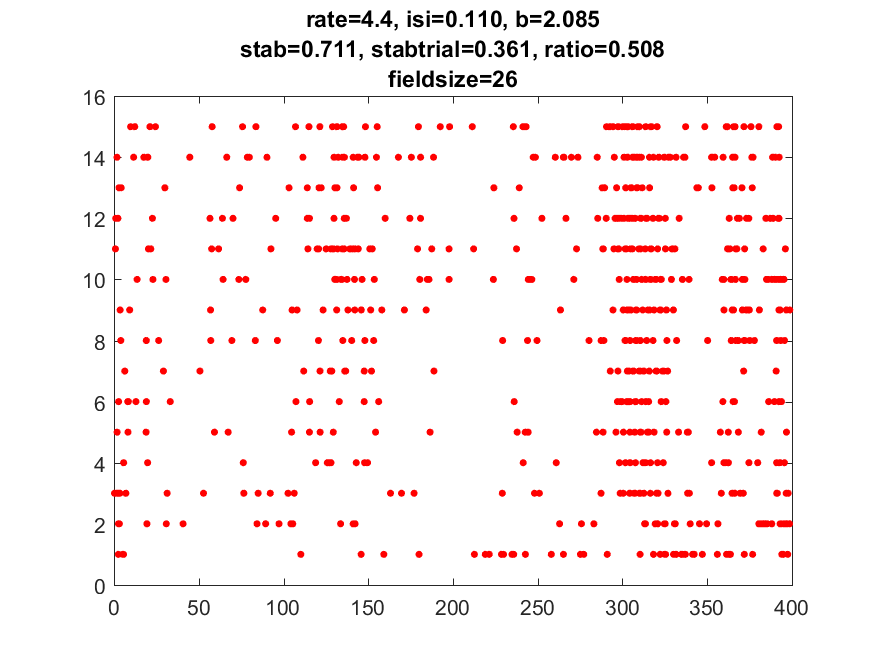 rate=4.4, isi=0.110, b=2.085
stab=0.711, stabtrial=0.361, ratio=0.508
fieldsize=26
16
14
12
10
8
6
4
2
0
0 50 100 150 200 250 300 350 400